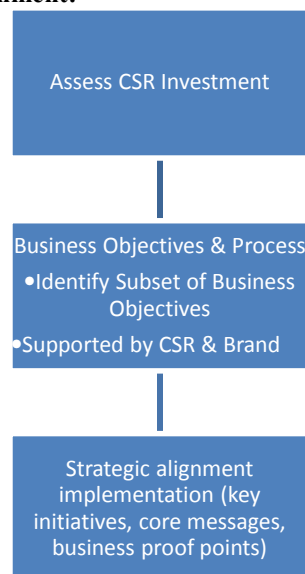 Assess CSR Investment
Business Objectives & Process
•Identify Subset of Business
Objectives
•Supported by CSR & Brand
Strategic alignment
implementation (key
initiatives, core messages,
business proof points)